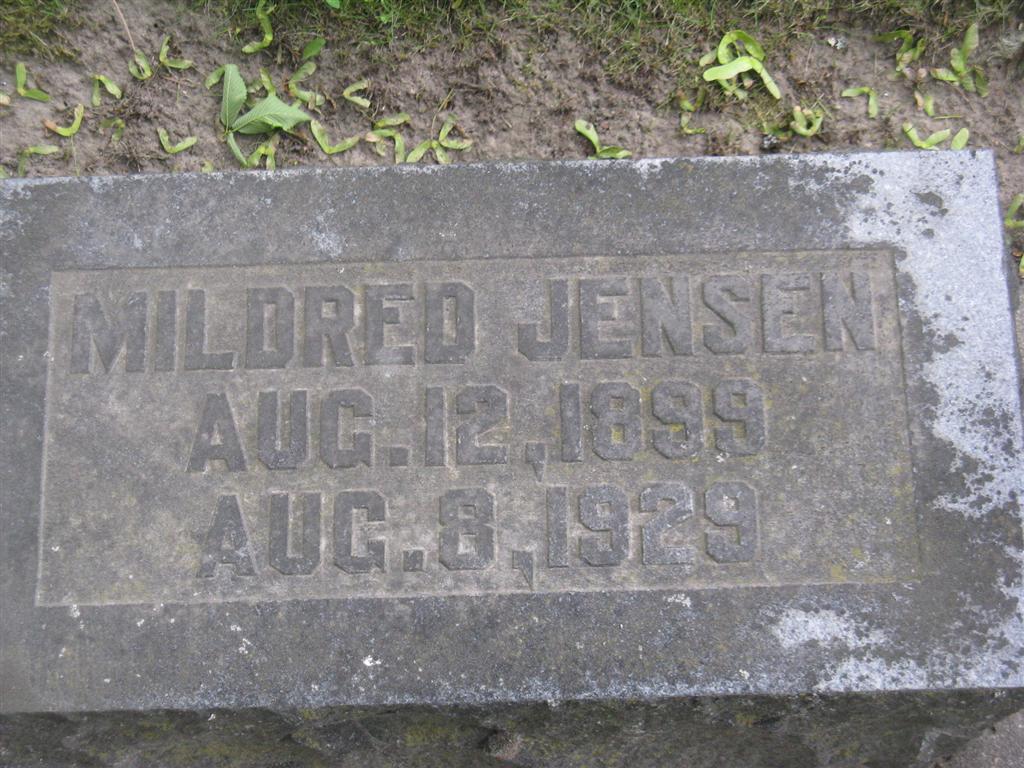 MILDRED JENSEN
AUG. 12, 1899
AUG. 8, 1929